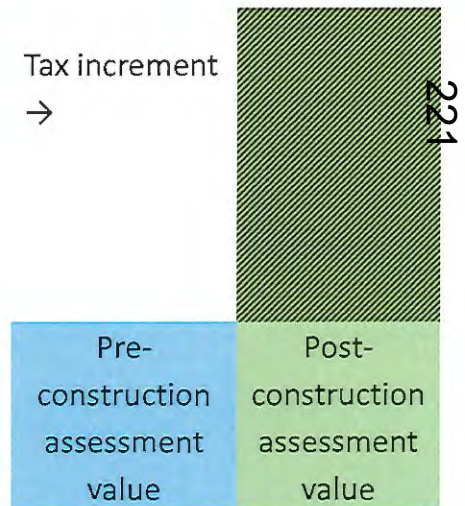 Tax increment
→
221
Pre-
construction
assessment
value
Post-
construction
assessment
value